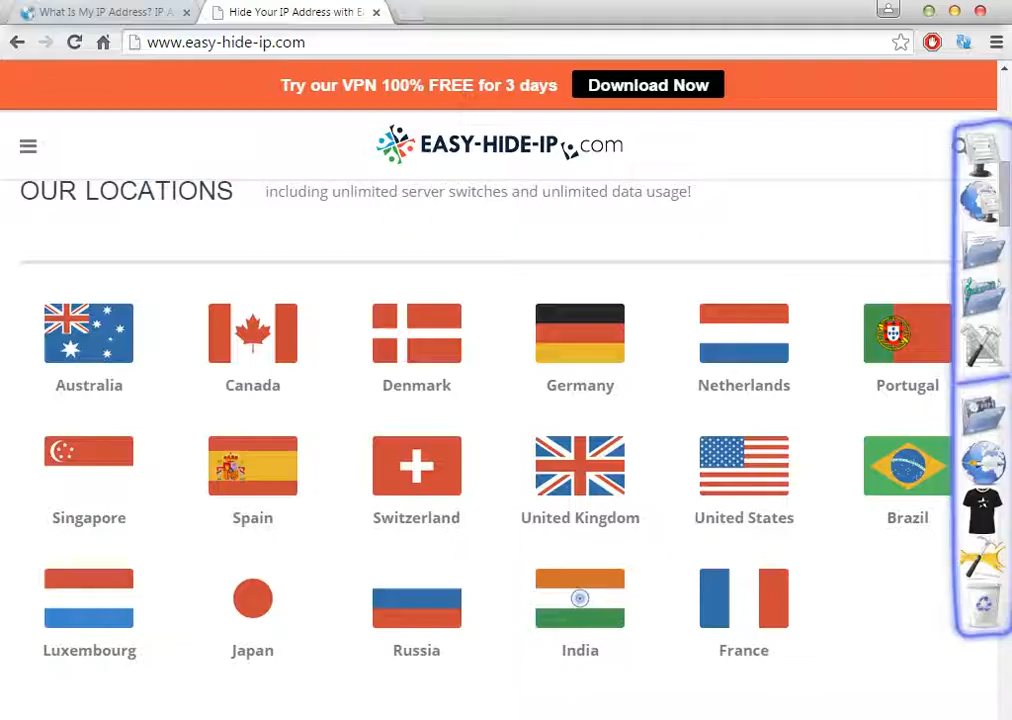 What Is My IP Address? IP A
Hide Your IP Address with E
www.easy-hide-ip.com
Try our VPN 100% FREE for 3 days Download Now
EASY-HIDE-IP.com
OUR LOCATIONS including unlimited server switches and unlimited data usage!
Australia Canada Denmark Germany Netherlands Portugal
Singapore Spain Switzerland United Kingdom United States Brazil
Luxembourg Japan Russia India France